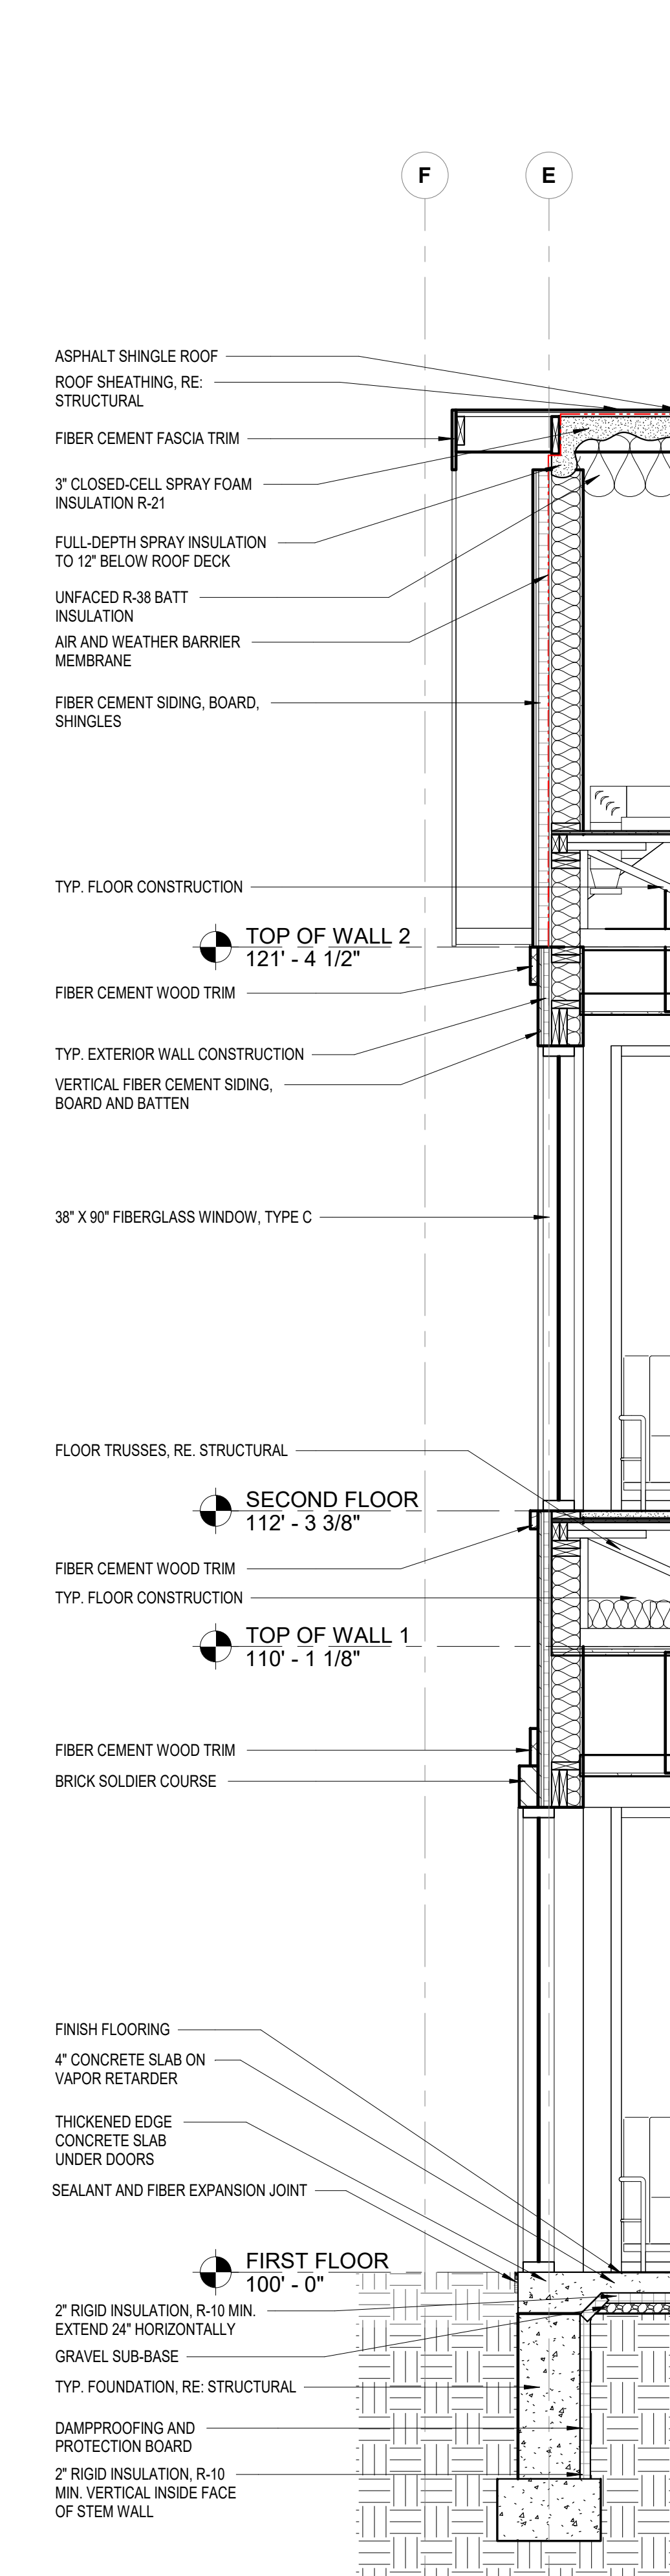 F
E
ASPHALT SHINGLE ROOF
ROOF SHEATHING, RE:
STRUCTURAL
FIBER CEMENT FASCIA TRIM
3" CLOSED-CELL SPRAY FOAM
INSULATION R-21
FULL-DEPTH SPRAY INSULATION
TO 12" BELOW ROOF DECK
UNFACED R-38 BATT
INSULATION
AIR AND WEATHER BARRIER
MEMBRANE
FIBER CEMENT SIDING, BOARD,
SHINGLES
TYP. FLOOR CONSTRUCTION
TOP OF WALL 2
121' - 4 1/2"
FIBER CEMENT WOOD TRIM
TYP. EXTERIOR WALL CONSTRUCTION
VERTICAL FIBER CEMENT SIDING,
BOARD AND BATTEN
38" X 90" FIBERGLASS WINDOW, TYPE C
FLOOR TRUSSES, RE. STRUCTURAL
SECOND FLOOR
112' - 3 3/8"
FIBER CEMENT WOOD TRIM
TYP. FLOOR CONSTRUCTION
TOP OF WALL 1
110' - 1 1/8"
FIBER CEMENT WOOD TRIM
BRICK SOLDIER COURSE
FINISH FLOORING
4" CONCRETE SLAB ON
VAPOR RETARDER
THICKENED EDGE
CONCRETE SLAB
UNDER DOORS
SEALANT AND FIBER EXPANSION JOINT
FIRST FLOOR
100' - 0"
2" RIGID INSULATION, R-10 MIN.
EXTEND 24" HORIZONTALLY
GRAVEL SUB-BASE
TYP. FOUNDATION, RE: STRUCTURAL
DAMPPROOFING AND
PROTECTION BOARD
2" RIGID INSULATION, R-10
MIN. VERTICAL INSIDE FACE
OF STEM WALL